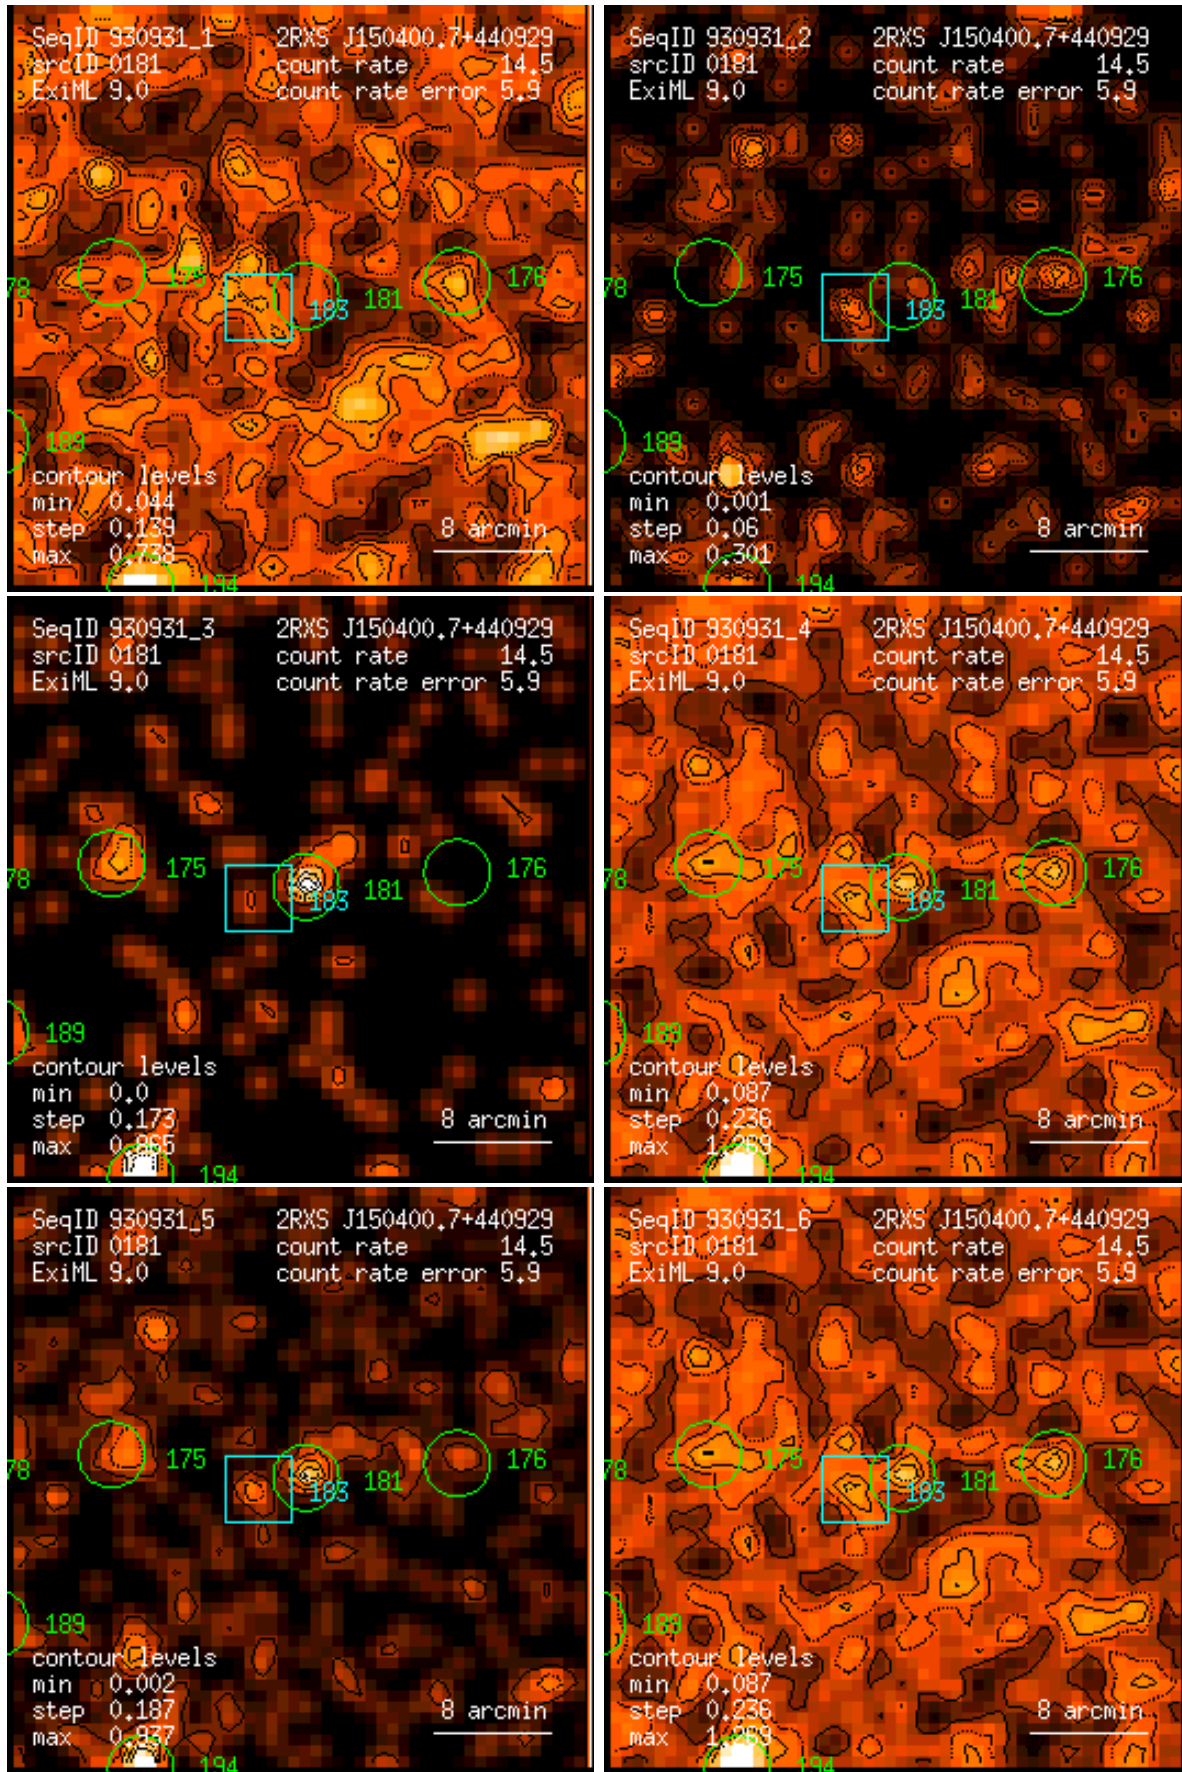 SeqID 930931_1 2RXS J150400.7+440929
srcID 0181 count rate 14.5
ExiML 9.0 count rate error 5.9
175
176
78
183
181
189
contour levels
min 0.044
step 0.139
max 0.738
8 arcmin
194
SeqID 930931_2 2RXS J150400.7+440929
srcID 0181 count rate 14.5
ExiML 9.0 count rate error 5.9
175
176
78
183
181
189
contour levels
min 0.001
step 0.06
max 0.301
8 arcmin
194
SeqID 930931_3 2RXS J150400.7+440929
srcID 0181 count rate 14.5
ExiML 9.0 count rate error 5.9
175
176
78
183
181
189
contour levels
min 0.0
step 0.173
max 0.865
8 arcmin
194
SeqID 930931_4 2RXS J150400.7+440929
srcID 0181 count rate 14.5
ExiML 9.0 count rate error 5.9
175
176
78
183
181
189
contour levels
min 0.087
step 0.236
max 1.269
8 arcmin
194
SeqID 930931_5 2RXS J150400.7+440929
srcID 0181 count rate 14.5
ExiML 9.0 count rate error 5.9
175
176
78
183
181
189
contour levels
min 0.002
step 0.187
max 0.937
8 arcmin
194
SeqID 930931_6 2RXS J150400.7+440929
srcID 0181 count rate 14.5
ExiML 9.0 count rate error 5.9
175
176
78
183
181
189
contour levels
min 0.087
step 0.236
max 1.269
8 arcmin
194